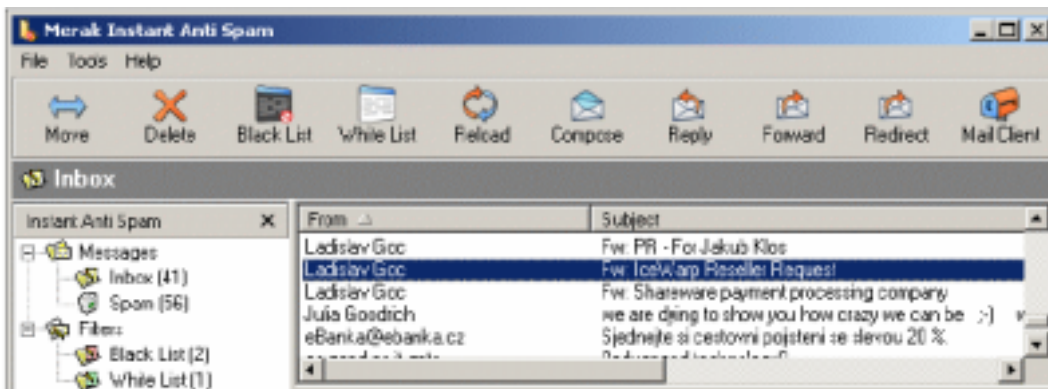 Merak Instant Anti Spam
File Tools Help
Move Delete Black List White List Reload Compose Reply Forward Redirect Mail Client
Inbox
Instant Anti Spam
Messages
Inbox (41)
Spam (56)
Filters
Black List (2)
White List (1)
From Subject
Ladislav Goc Fw: PR - For Jakub Klos
Ladislav Goc Fw: IceWarp Reseller Request
Ladislav Goc Fw: Shareware payment processing company
Julia Goodrich we are dying to show you how crazy we can be ;-)
eBanka@ebanka.cz Sjednejte si cestovni pojisteni se slevou 20 %.